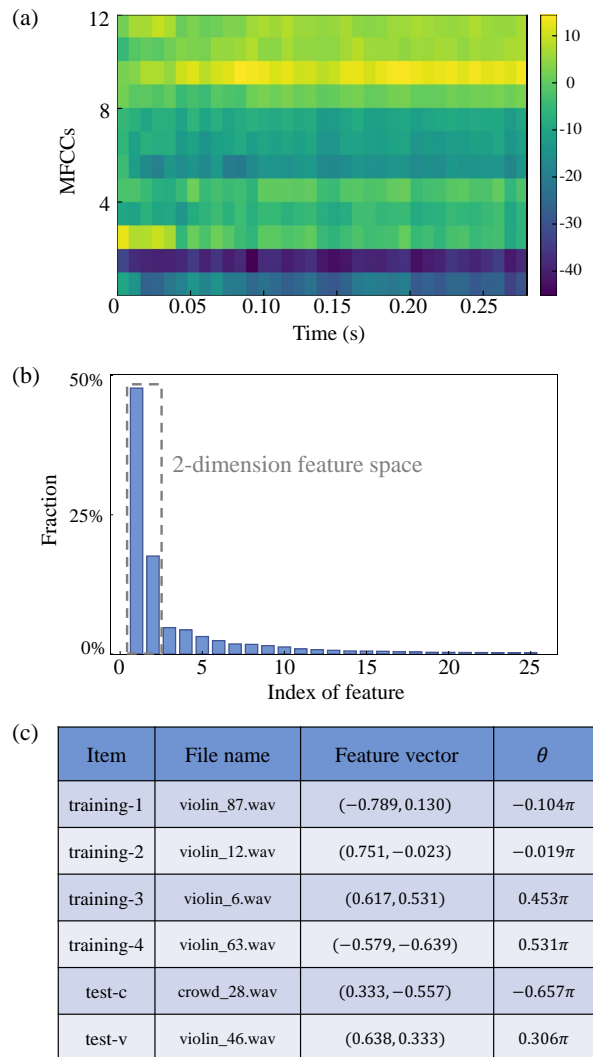 (a)
12
8
4
MFCCs
0
0.05
0.10
0.15
0.20
0.25
Time (s)
10
0
-10
-20
-30
-40
(b)
50%
25%
0%
Fraction
2-dimension feature space
0
5
10
15
20
25
Index of feature
(c)
Item File name Feature vector θ
training-1 violin_87.wav (−0.789, 0.130) −0.104π
training-2 violin_12.wav (0.751, −0.023) −0.019π
training-3 violin_6.wav (0.617, 0.531) 0.453π
training-4 violin_63.wav (−0.579, −0.639) 0.531π
test-c crowd_28.wav (0.333, −0.557) −0.657π
test-v violin_46.wav (0.638, 0.333) 0.306π